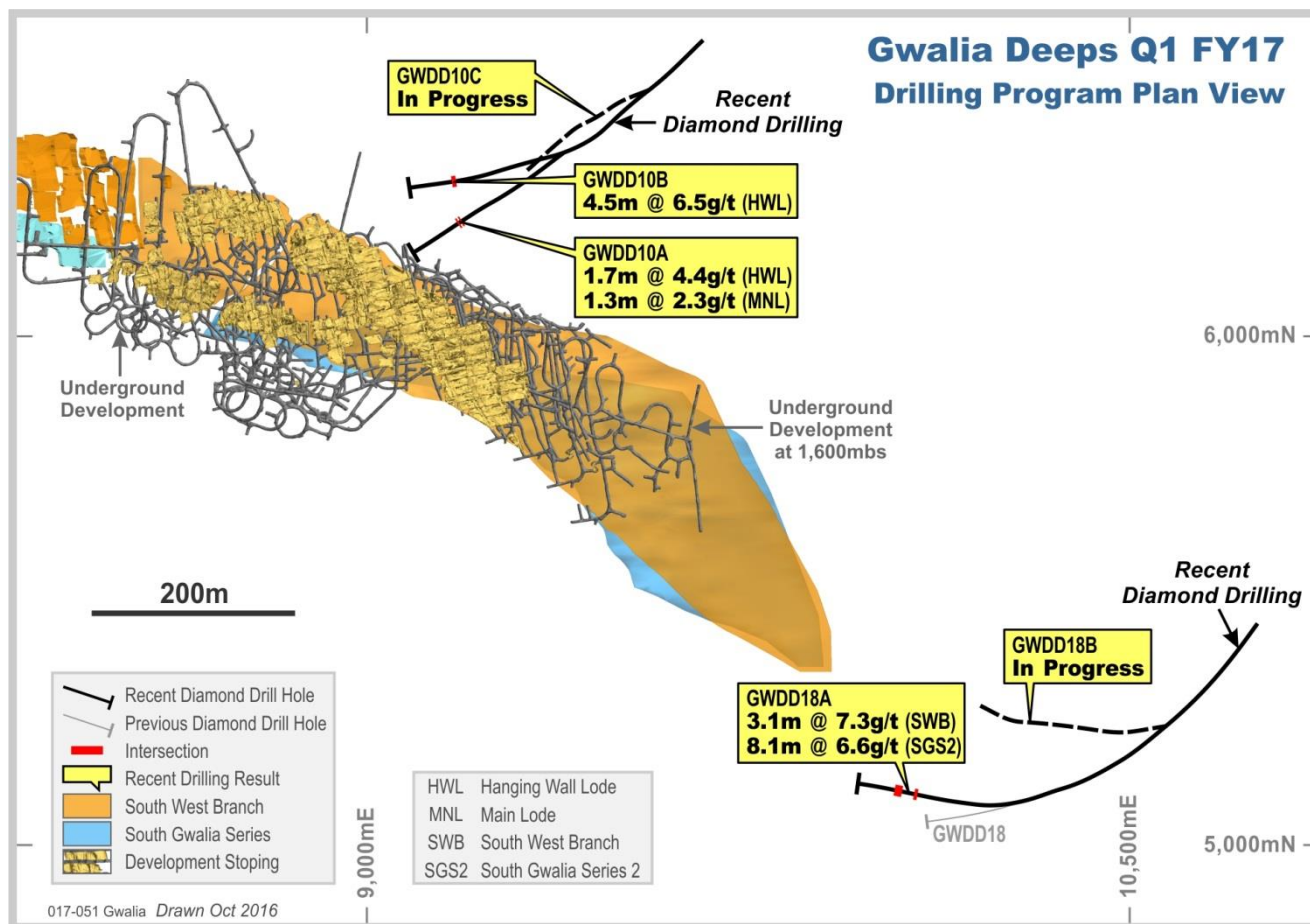 Gwalia Deeps Q1 FY17
Drilling Program Plan View
GWDD10C
In Progress
Recent
Diamond Drilling
GWDD10B
4.5m @ 6.5g/t (HWL)
GWDD10A
1.7m @ 4.4g/t (HWL)
1.3m @ 2.3g/t (MNL)
6,000mN
Underground
Development
Underground
Development
at 1,600mbs
200m
Recent
Diamond Drilling
GWDD18B
In Progress
GWDD18A
3.1m @ 7.3g/t (SWB)
8.1m @ 6.6g/t (SGS2)
GWDD18
Recent Diamond Drill Hole
Previous Diamond Drill Hole
Intersection
Recent Drilling Result
South West Branch
South Gwalia Series
Development Stoping
HWL Hanging Wall Lode
MNL Main Lode
SWB South West Branch
SGS2 South Gwalia Series 2
9,000mE
10,500mE
5,000mN
017-051 Gwalia Drawn Oct 2016